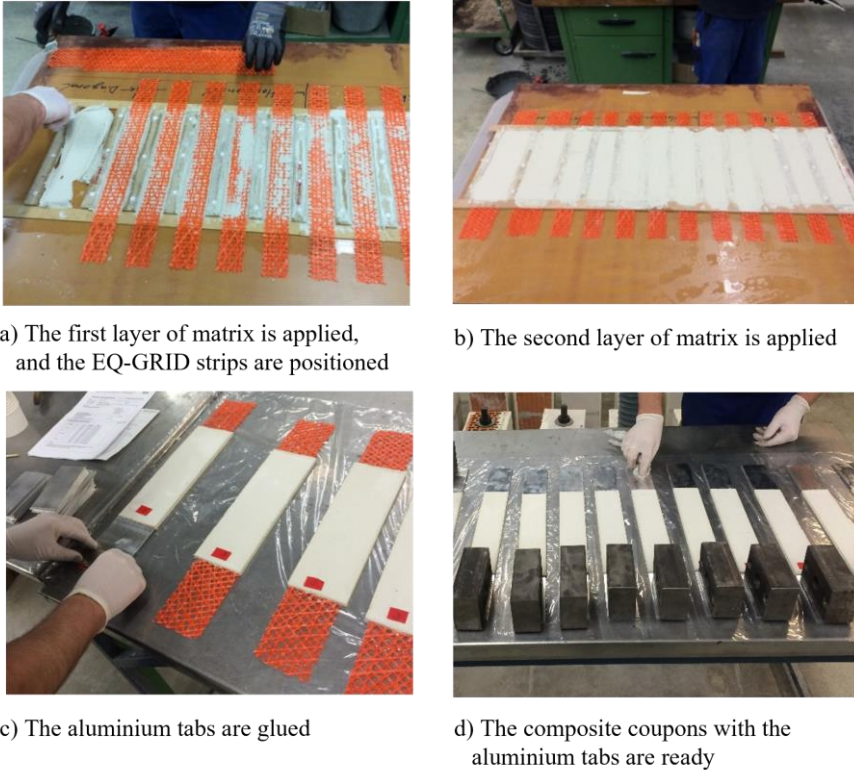 a) The first layer of matrix is applied,
and the EQ-GRID strips are positioned
b) The second layer of matrix is applied
c) The aluminium tabs are glued
d) The composite coupons with the
aluminium tabs are ready